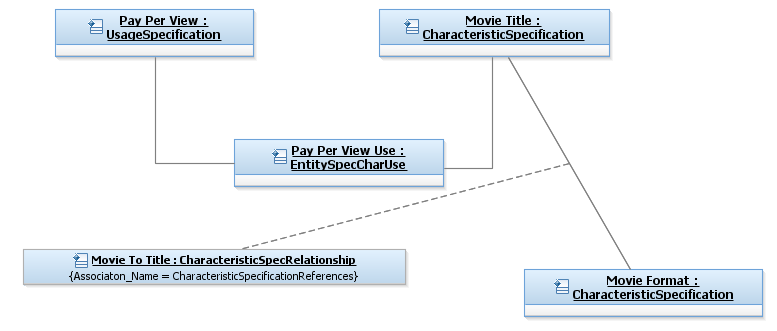 Pay Per View :
UsageSpecification
Movie Title :
CharacteristicSpecification
Pay Per View Use :
EntitySpecCharUse
Movie To Title : CharacteristicSpecRelationship
{Associaton_Name = CharacteristicSpecificationReferences}
Movie Format :
CharacteristicSpecification